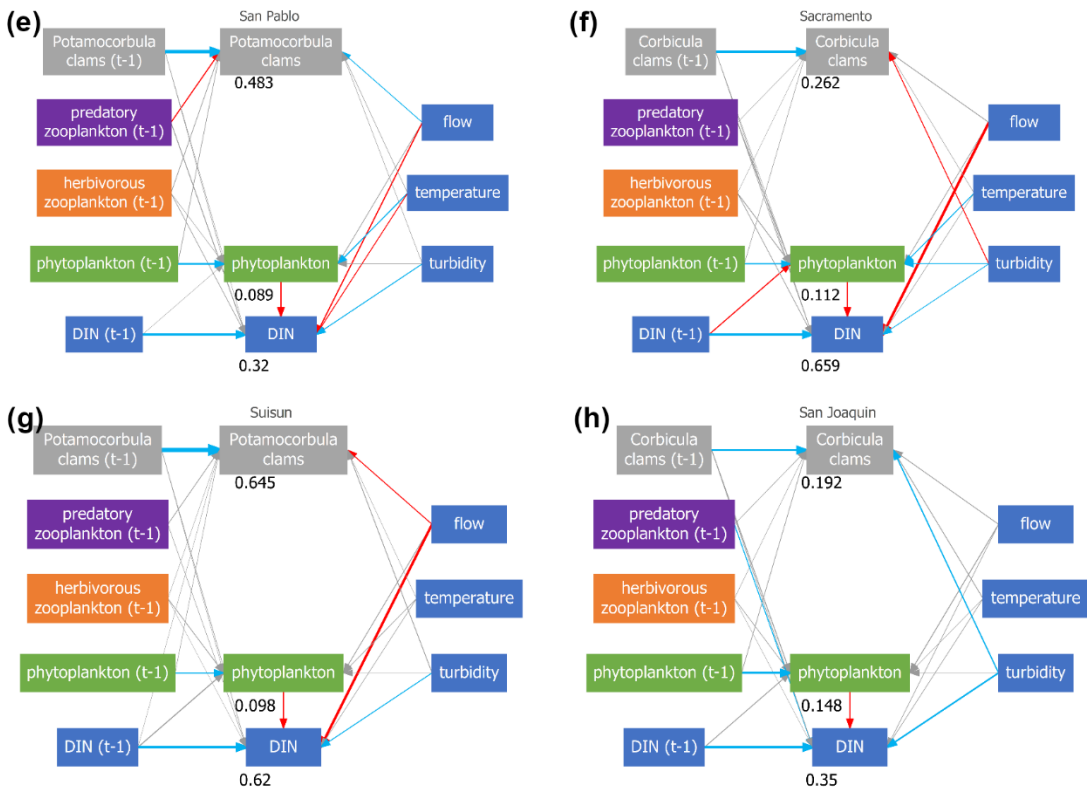 (e)
San Pablo
Potamocorbula
clams (t-1)
Potamocorbula
clams
0.483
predatory
zooplankton (t-1)
flow
herbivorous
zooplankton (t-1)
temperature
phytoplankton (t-1)
phytoplankton
turbidity
0.089
DIN (t-1)
DIN
0.32
(f)
Sacramento
Corbicula
clams (t-1)
Corbicula
clams
0.262
predatory
zooplankton (t-1)
flow
herbivorous
zooplankton (t-1)
temperature
phytoplankton (t-1)
phytoplankton
turbidity
0.112
DIN (t-1)
DIN
0.659
(g)
Suisun
Potamocorbula
clams (t-1)
Potamocorbula
clams
0.645
predatory
zooplankton (t-1)
flow
herbivorous
zooplankton (t-1)
temperature
phytoplankton (t-1)
phytoplankton
turbidity
0.098
DIN (t-1)
DIN
0.62
(h)
San Joaquin
Corbicula
clams (t-1)
Corbicula
clams
0.192
predatory
zooplankton (t-1)
flow
herbivorous
zooplankton (t-1)
temperature
phytoplankton (t-1)
phytoplankton
turbidity
0.148
DIN (t-1)
DIN
0.35